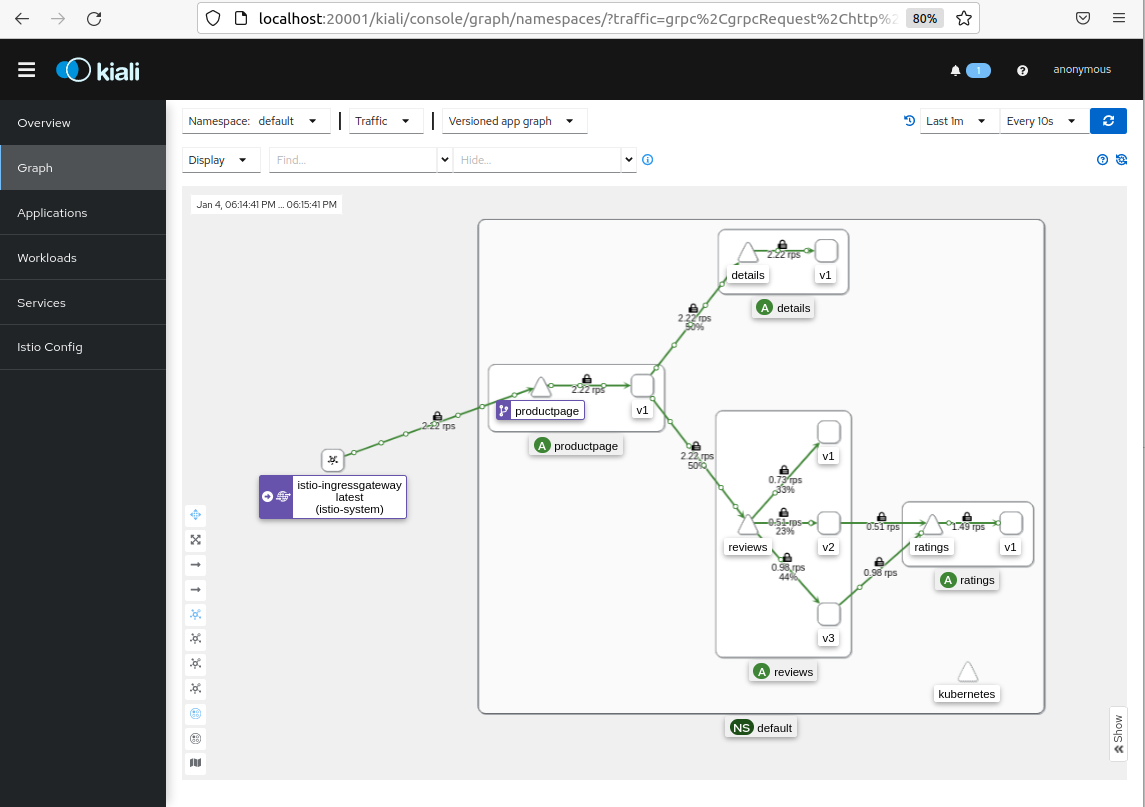 localhost:20001/kiali/console/graph/namespaces/?traffic=grpc%2CgrpcRequest%2Chttp%2
80%
kiali
1
anonymous
Overview
Graph
Applications
Workloads
Services
Istio Config
Namespace: default
Traffic
Versioned app graph
Last 1m
Every 10s
Display
Find...
Hide...
Jan 4, 06:14:41 PM ... 06:15:41 PM
2.22 rps
details
v1
A details
2.22 rps
50%
2.22 rps
productpage
v1
A productpage
2.22 rps
istio-ingressgateway
latest
(istio-system)
2.22 rps
50%
v1
0.73 rps
33%
0.51 rps
23%
reviews
v2
0.98 rps
44%
v3
A reviews
0.51 rps
0.98 rps
1.49 rps
ratings
v1
A ratings
kubernetes
NS default
Show